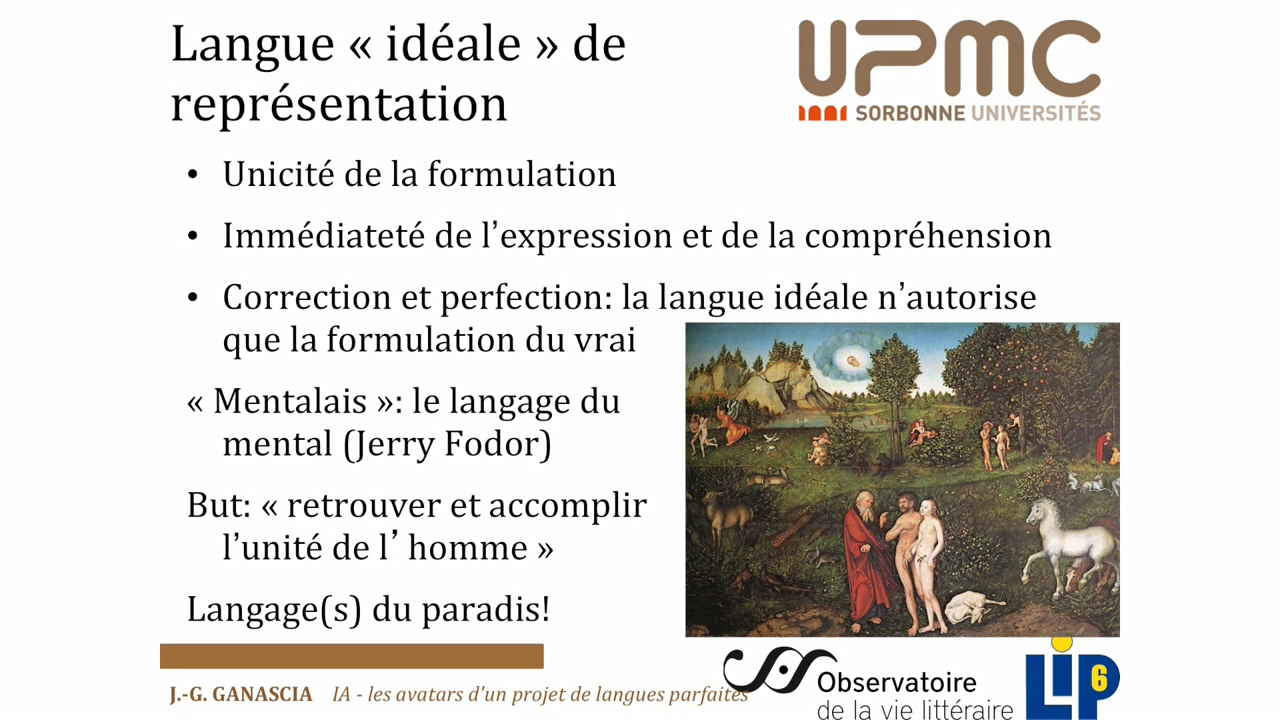 Langue « idéale » de
représentation
UPMC
SORBONNE UNIVERSITÉS
• Unicité de la formulation
• Immédiateté de l’expression et de la compréhension
• Correction et perfection: la langue idéale n’autorise
que la formulation du vrai
« Mentalais »: le langage du
mental (Jerry Fodor)
But: « retrouver et accomplir
l’unité de l’ homme »
Langage(s) du paradis!
J.-G. GANASCIA IA - les avatars d'un projet de langues parfaites
Observatoire
de la vie littéraire
LIP6